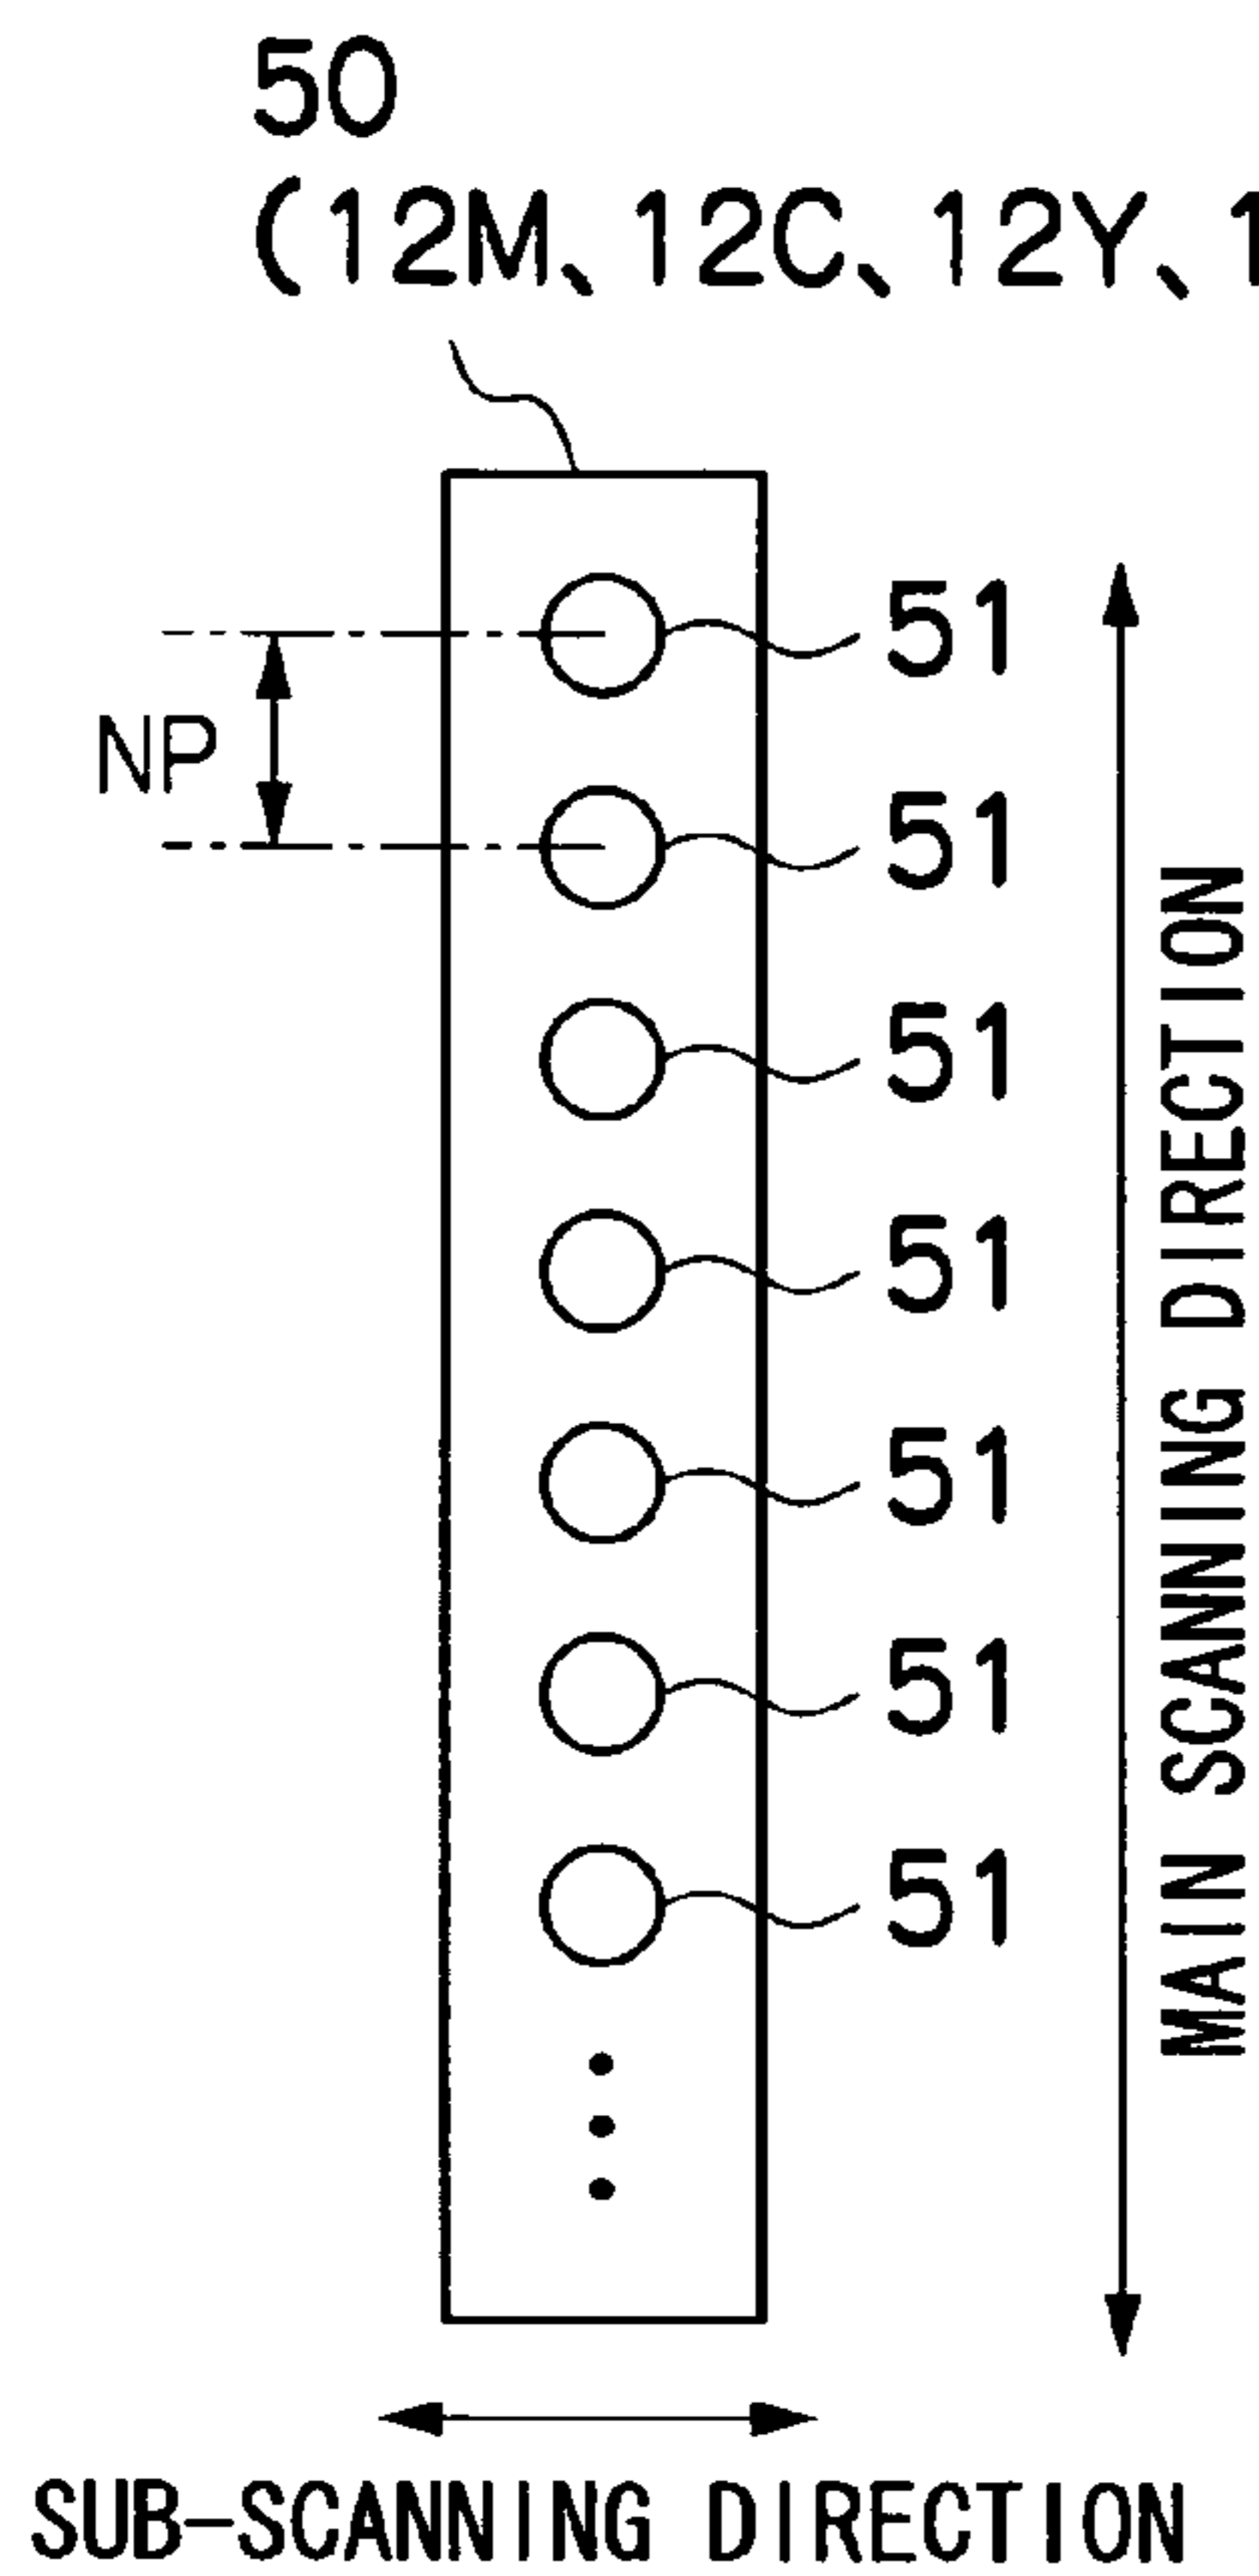 50
(12M、12C、12Y、1
51
NP
51
51
51
51
51
51
MAIN SCANNING DIRECTION
SUB-SCANNING DIRECTION